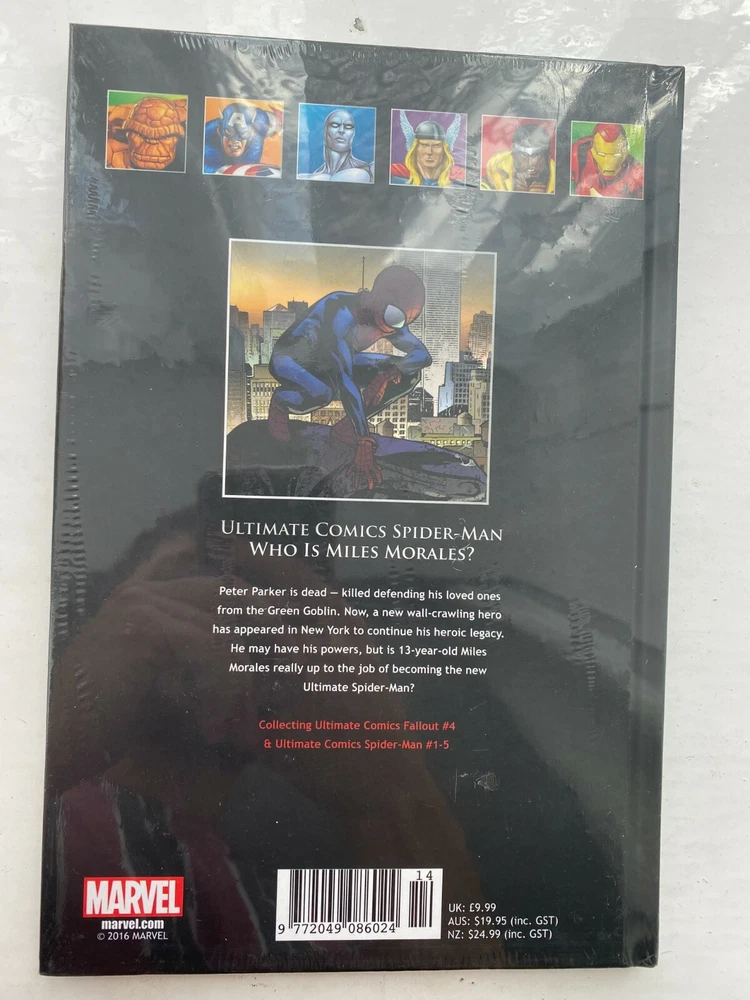 ULTIMATE COMICS SPIDER-MAN
WHO IS MILES MORALES?
Peter Parker is dead — killed defending his loved ones
from the Green Goblin. Now, a new wall-crawling hero
has appeared in New York to continue his heroic legacy.
He may have his powers, but is 13-year-old Miles
Morales really up to the job of becoming the new
Ultimate Spider-Man?
Collecting Ultimate Comics Fallout #4
& Ultimate Comics Spider-Man #1-5
MARVEL
marvel.com
© 2016 MARVEL
14
9 772049 086024
UK: £9.99
AUS: $19.95 (inc. GST)
NZ: $24.99 (inc. GST)